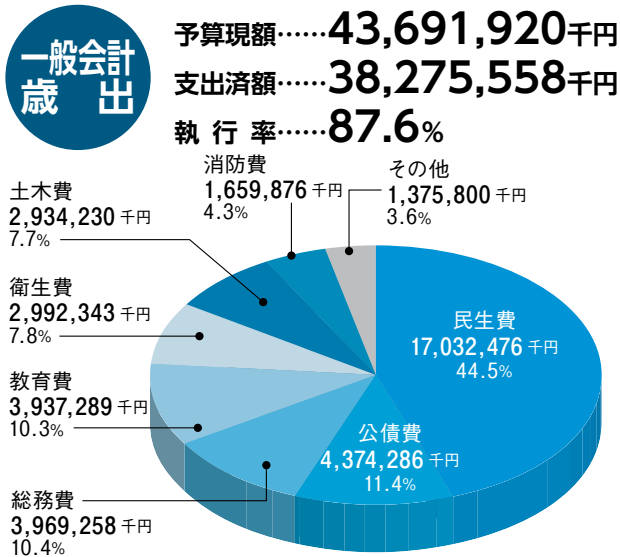 一般会計
歳出
予算現額……43,691,920千円
支出済額……38,275,558千円
執行率……87.6%
消防費
1,659,876千円
4.3%
その他
1,375,800千円
3.6%
土木費
2,934,230千円
7.7%
衛生費
2,992,343千円
7.8%
教育費
3,937,289千円
10.3%
総務費
3,969,258千円
10.4%
公債費
4,374,286千円
11.4%
民生費
17,032,476千円
44.5%